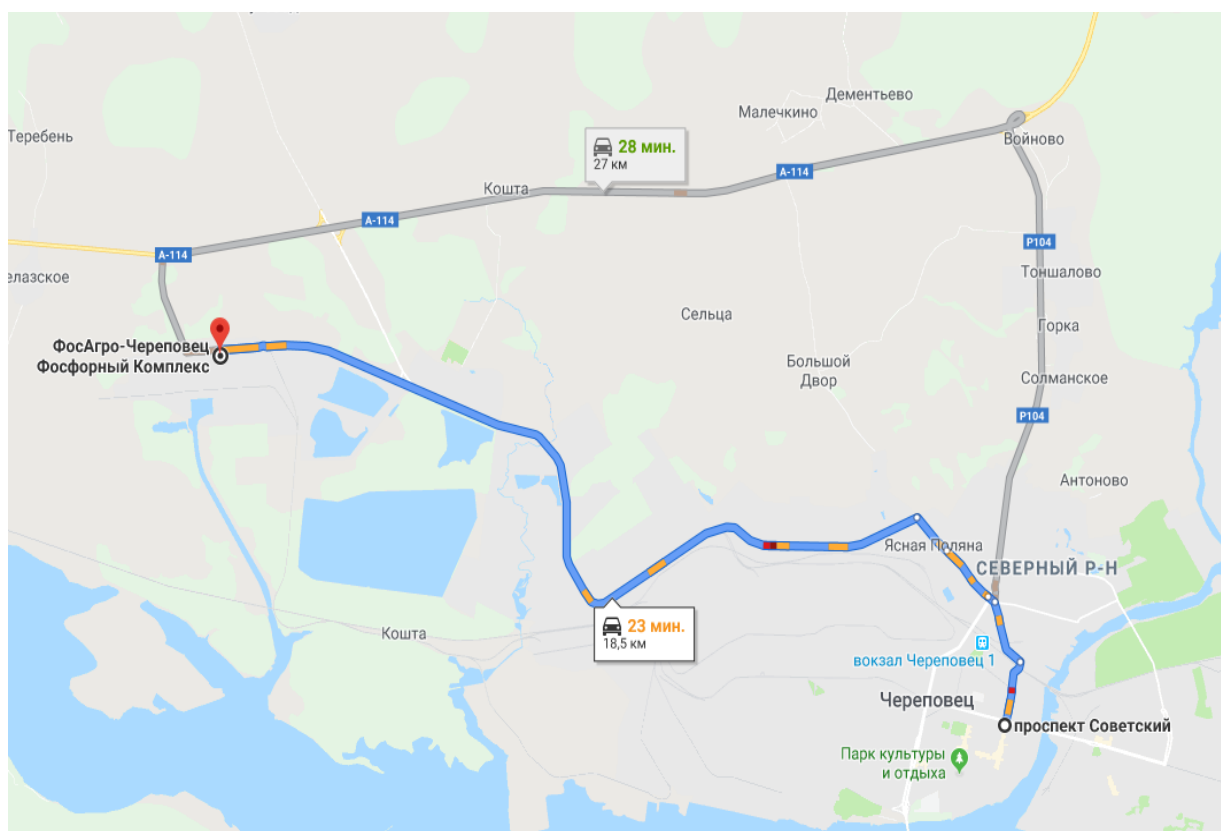 Дементьево
Малечкино
Теребень
Войново
28 мин.
27 км
Кошта
А-114
А-114
А-114
Р104
елазское
Тоншалово
Сельца
Горка
ФосАгро-Череповец
Фосфорный Комплекс
Большой
Двор
Солманское
Р104
Антоново
Ясная Поляна
СЕВЕРНЫЙ Р-Н
23 мин.
18,5 км
Кошта
вокзал Череповец 1
Череповец
проспект Советский
Парк культуры
и отдыха